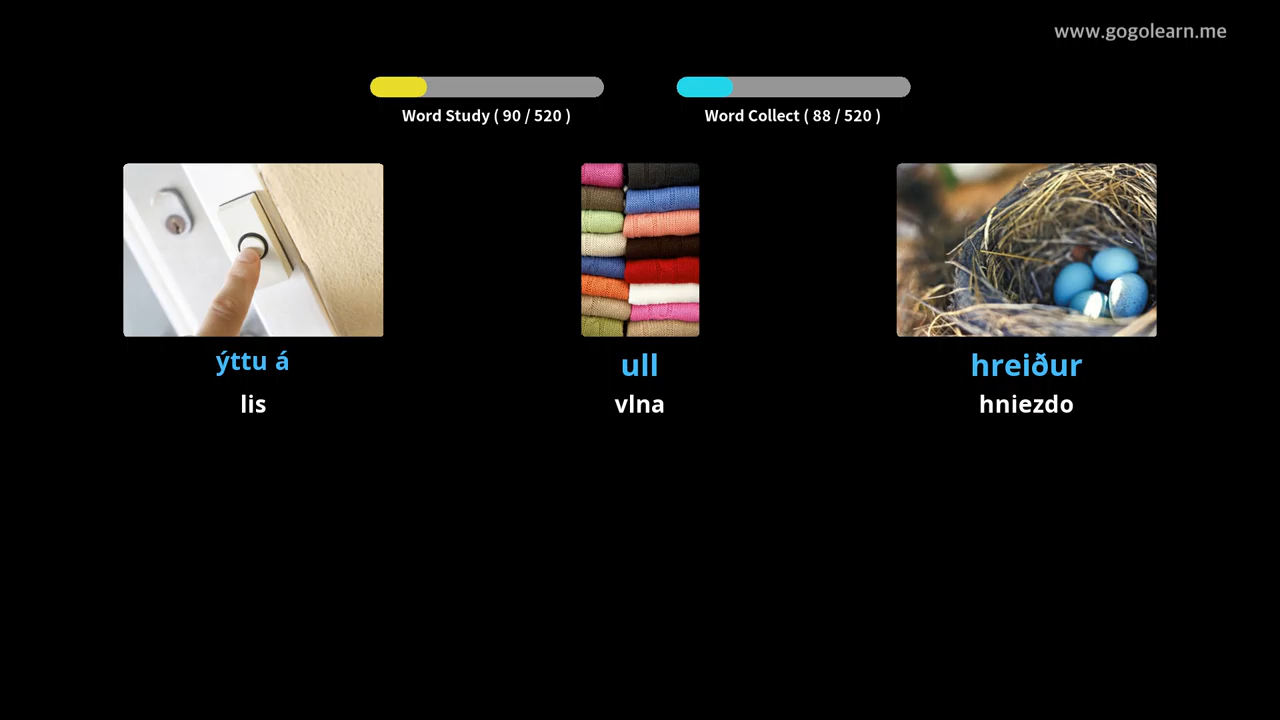 www.gogolearn.me
Word Study ( 90 / 520 )
Word Collect ( 88 / 520 )
ýttu á
lis
ull
vlna
hreiður
hniezdo